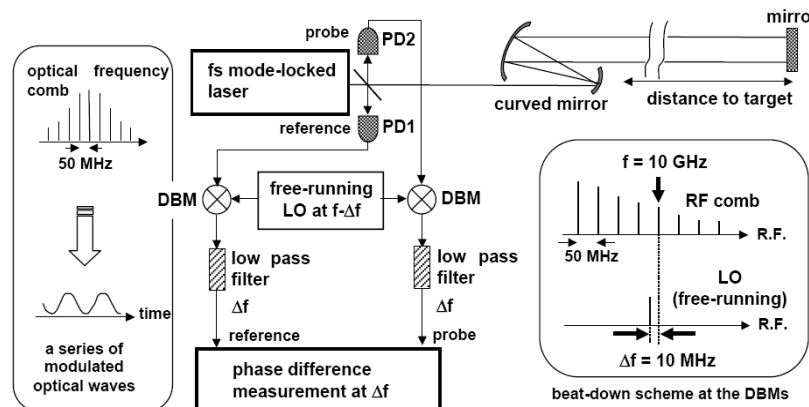 optical frequency
comb
50 MHz
time
a series of
modulated
optical waves
probe
PD2
fs mode-locked
laser
reference
PD1
DBM
free-running
LO at f-Δf
DBM
low pass
filter
Δf
low pass
filter
Δf
reference
probe
phase difference
measurement at Δf
mirror
curved mirror
distance to target
f = 10 GHz
RF comb
R.F.
50 MHz
LO
(free-running)
R.F.
Δf = 10 MHz
beat-down scheme at the DBMs